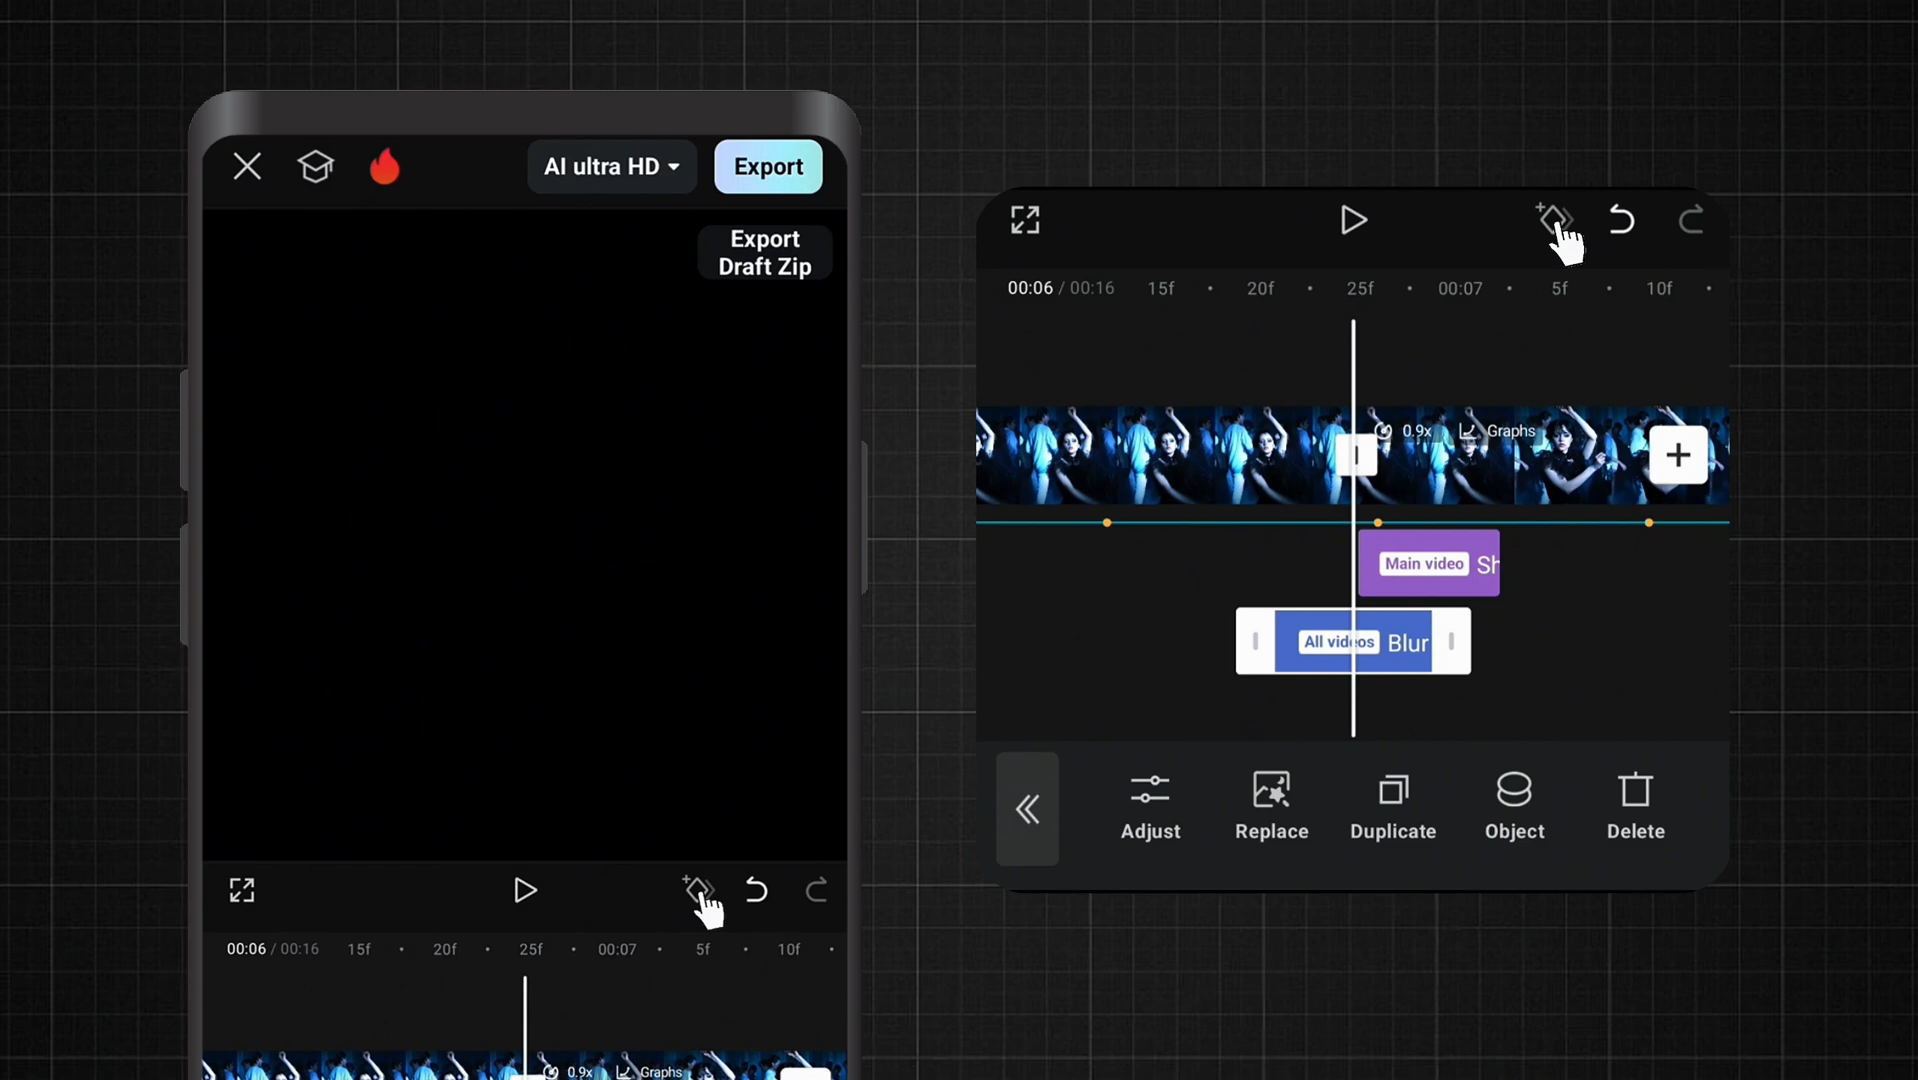 AI ultra HD
Export
Export
Draft Zip
00:06 / 00:16 15f 20f 25f 00:07 5f 10f
0.9x Graphs
00:06 / 00:16 15f 20f 25f 00:07 5f 10f
0.9x Graphs
Main video Sh
All videos Blur
Adjust Replace Duplicate Object Delete